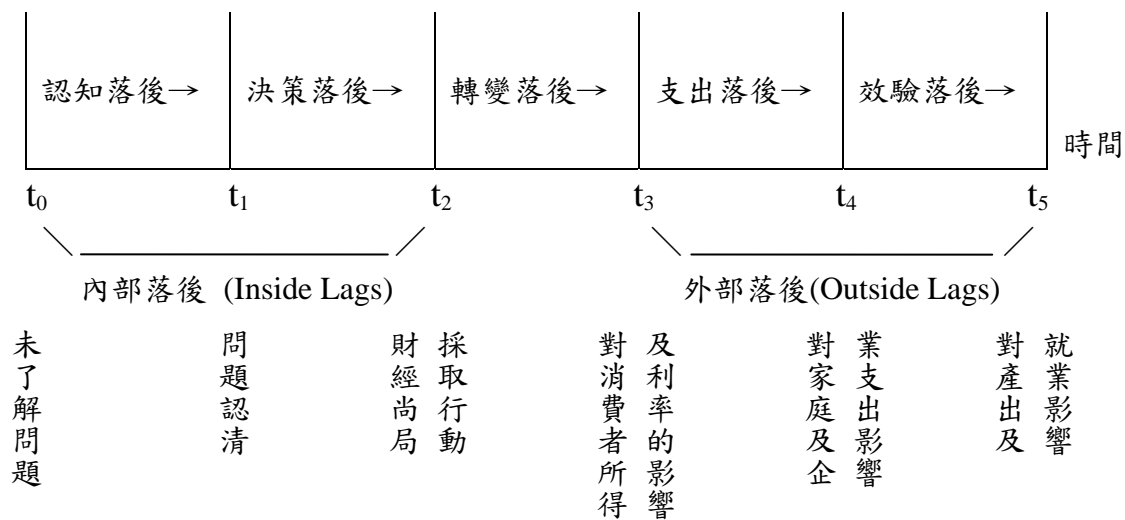 認知落後→ 決策落後→ 轉變落後→ 支出落後→ 效驗落後→
時間
t0 t1 t2 t3 t4 t5
內部落後 (Inside Lags) 外部落後(Outside Lags)
未了解問題
問題認清
財經尚局
採取行動
對消費者所得
及利率的影響
對家庭及企
業支出影響
對產出及
就業影響